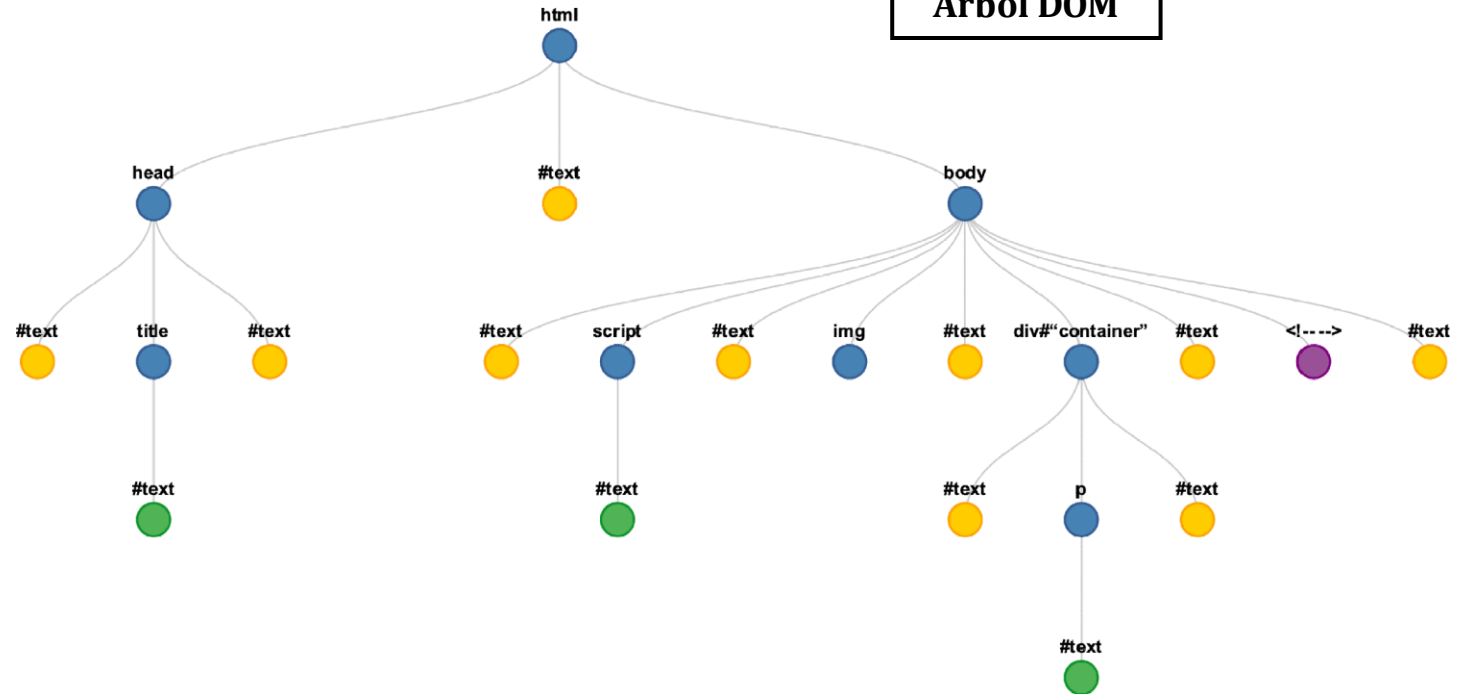 Árbol DOM
html
head #text body
#text title #text #text script #text img #text div#“container” #text <!-- --> #text
#text #text #text p #text
#text